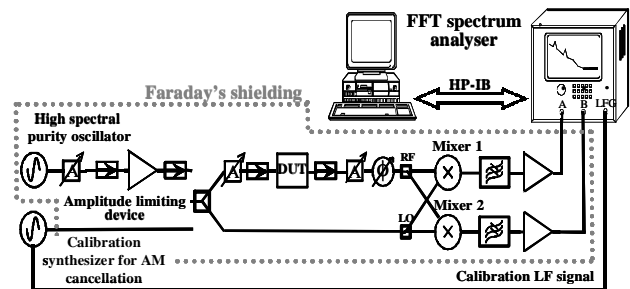 FFT spectrum
analyser
HP-IB
A B LFG
Faraday's shielding
High spectral
purity oscillator
A
Amplitude limiting
device
A
DUT
A
ϕ
RF
LO
Mixer 1
X
Mixer 2
X
Calibration
synthesizer for AM
cancellation
Calibration LF signal